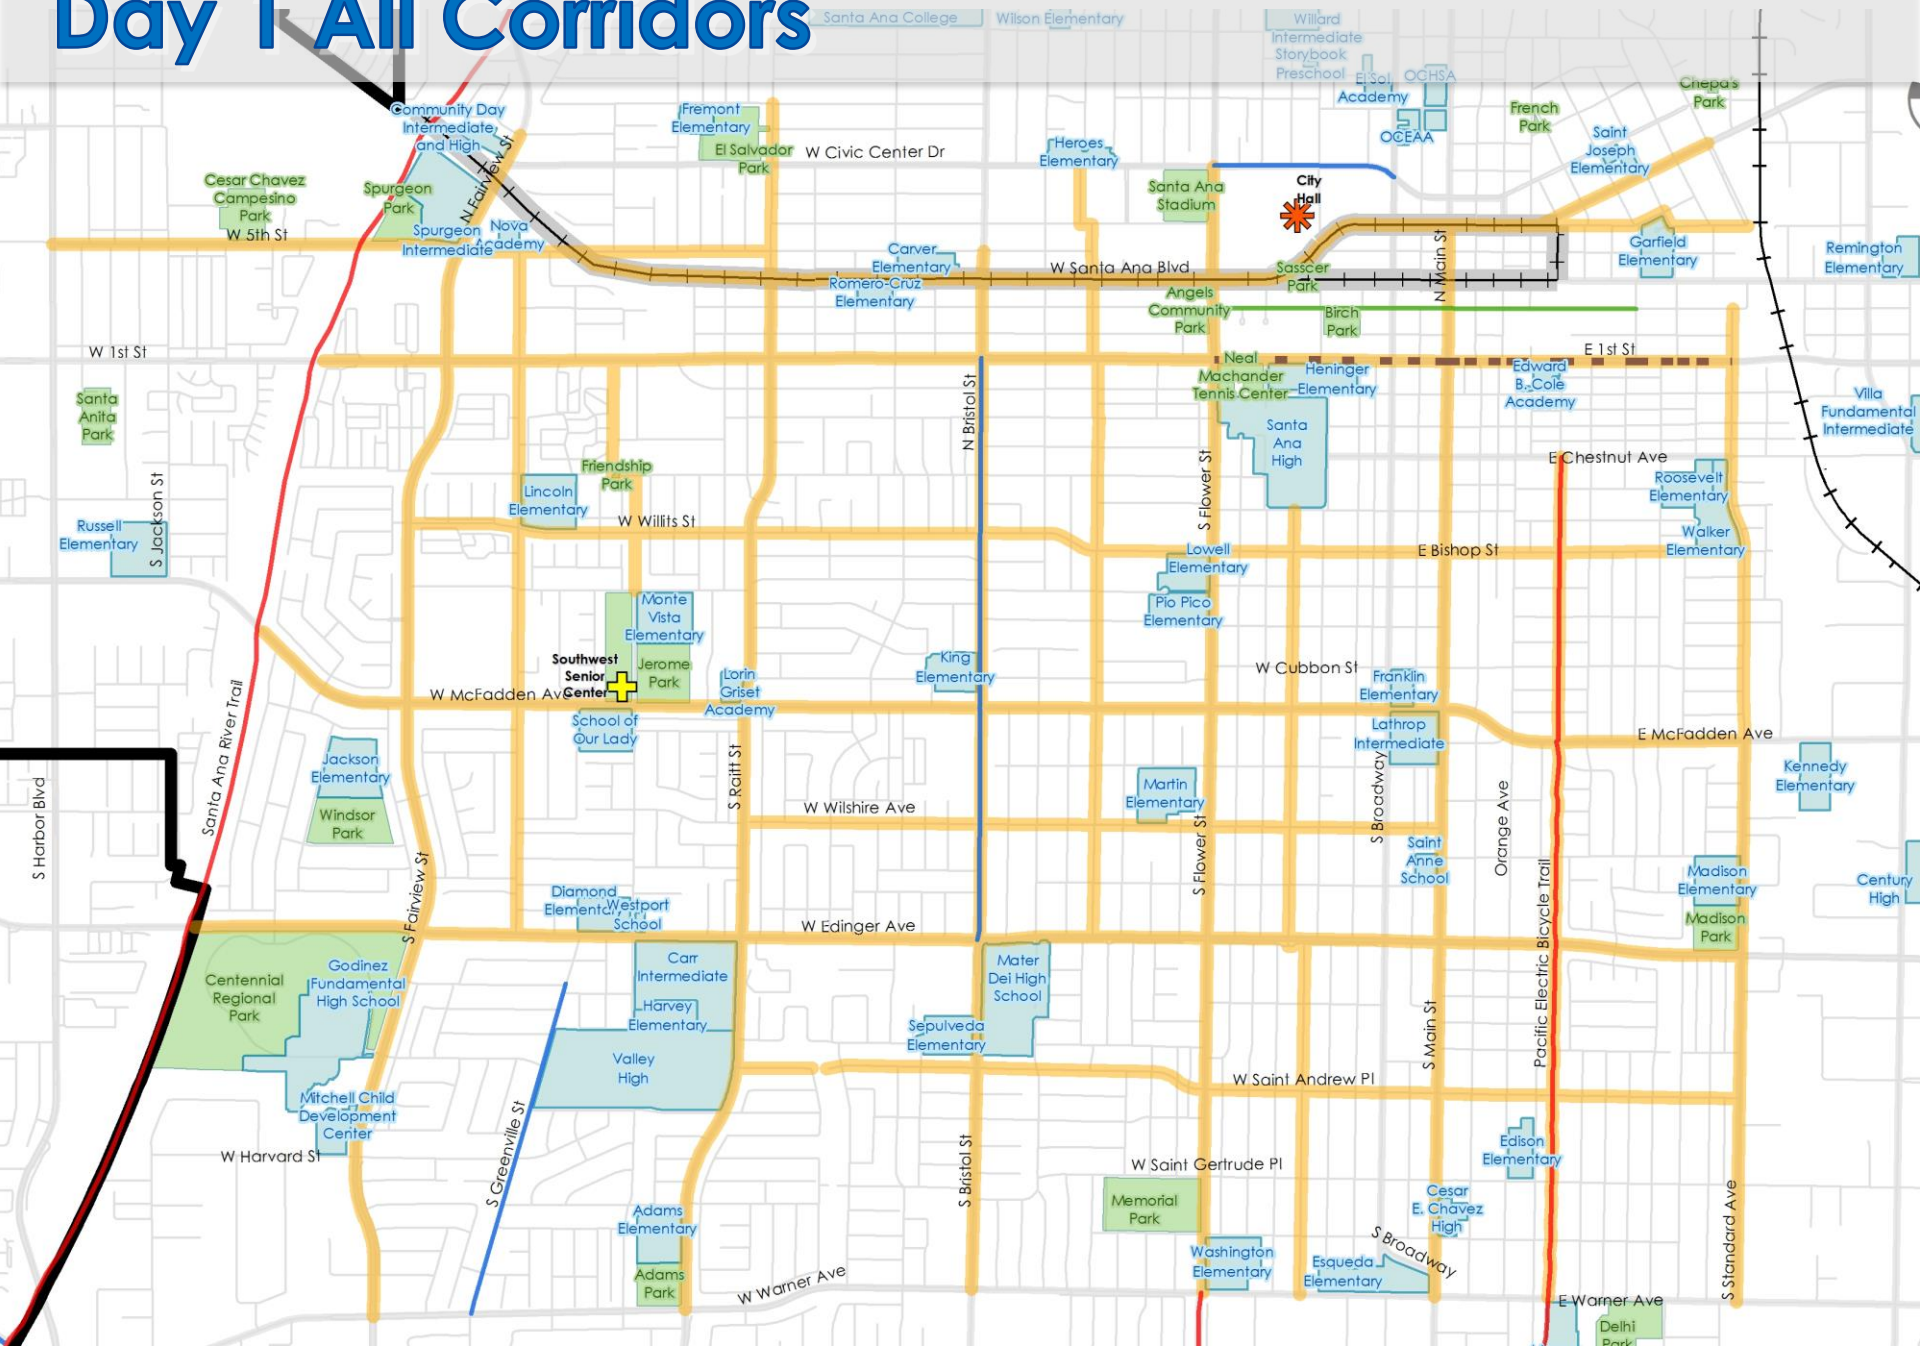 Day 1 All Corridors
Santa Ana College
Wilson Elementary
Willard
Intermediate
Storybook
Preschool
El Sol
Academy
OCHSA
OCEAA
Chepa's
Park
French
Park
Saint
Joseph
Elementary
Community Day
Intermediate
and High
Fremont
Elementary
El Salvador
Park
W Civic Center Dr
Heroes
Elementary
Santa Ana
Stadium
City
Hall
Cesar Chavez
Campesino
Park
Spurgeon
Park
N Fairview St
W 5th St
Spurgeon
Intermediate
Nova
Academy
Carver
Elementary
Romero-Cruz
Elementary
W Santa Ana Blvd
Sasscer
Park
N Main St
Garfield
Elementary
Remington
Elementary
Angels
Community
Park
Birch
Park
W 1st St
E 1st St
Neal
Machander
Tennis Center
Heninger
Elementary
Edward
B. Cole
Academy
Santa
Anita
Park
N Bristol St
Santa
Ana
High
Villa
Fundamental
Intermediate
E Chestnut Ave
Friendship
Park
Lincoln
Elementary
S Flower St
Roosevelt
Elementary
Walker
Elementary
Russell
Elementary
S Jackson St
W Willits St
E Bishop St
Lowell
Elementary
Pio Pico
Elementary
Monte
Vista
Elementary
Southwest
Senior
Center
Jerome
Park
Lorin
Griset
Academy
King
Elementary
W Cubbon St
Franklin
Elementary
W McFadden Ave
School of
Our Lady
Lathrop
Intermediate
E McFadden Ave
Santa Ana River Trail
Jackson
Elementary
Windsor
Park
S Harbor Blvd
S Raitt St
W Wilshire Ave
Martin
Elementary
S Flower St
S Broadway
Saint
Anne
School
Orange Ave
Kennedy
Elementary
S Fairview St
Diamond
Elementary
Westport
School
W Edinger Ave
Pacific Electric Bicycle Trail
Madison
Elementary
Madison
Park
Century
High
Centennial
Regional
Park
Godinez
Fundamental
High School
Carr
Intermediate
Harvey
Elementary
Valley
High
Mater
Dei High
School
Sepulveda
Elementary
S Main St
W Saint Andrew Pl
Mitchell Child
Development
Center
W Harvard St
S Greenville St
S Bristol St
W Saint Gertrude Pl
Edison
Elementary
Memorial
Park
Cesar
E. Chavez
High
S Standard Ave
Adams
Elementary
Adams
Park
W Warner Ave
Washington
Elementary
Esqueda
Elementary
S Broadway
E Warner Ave
Delhi
Park